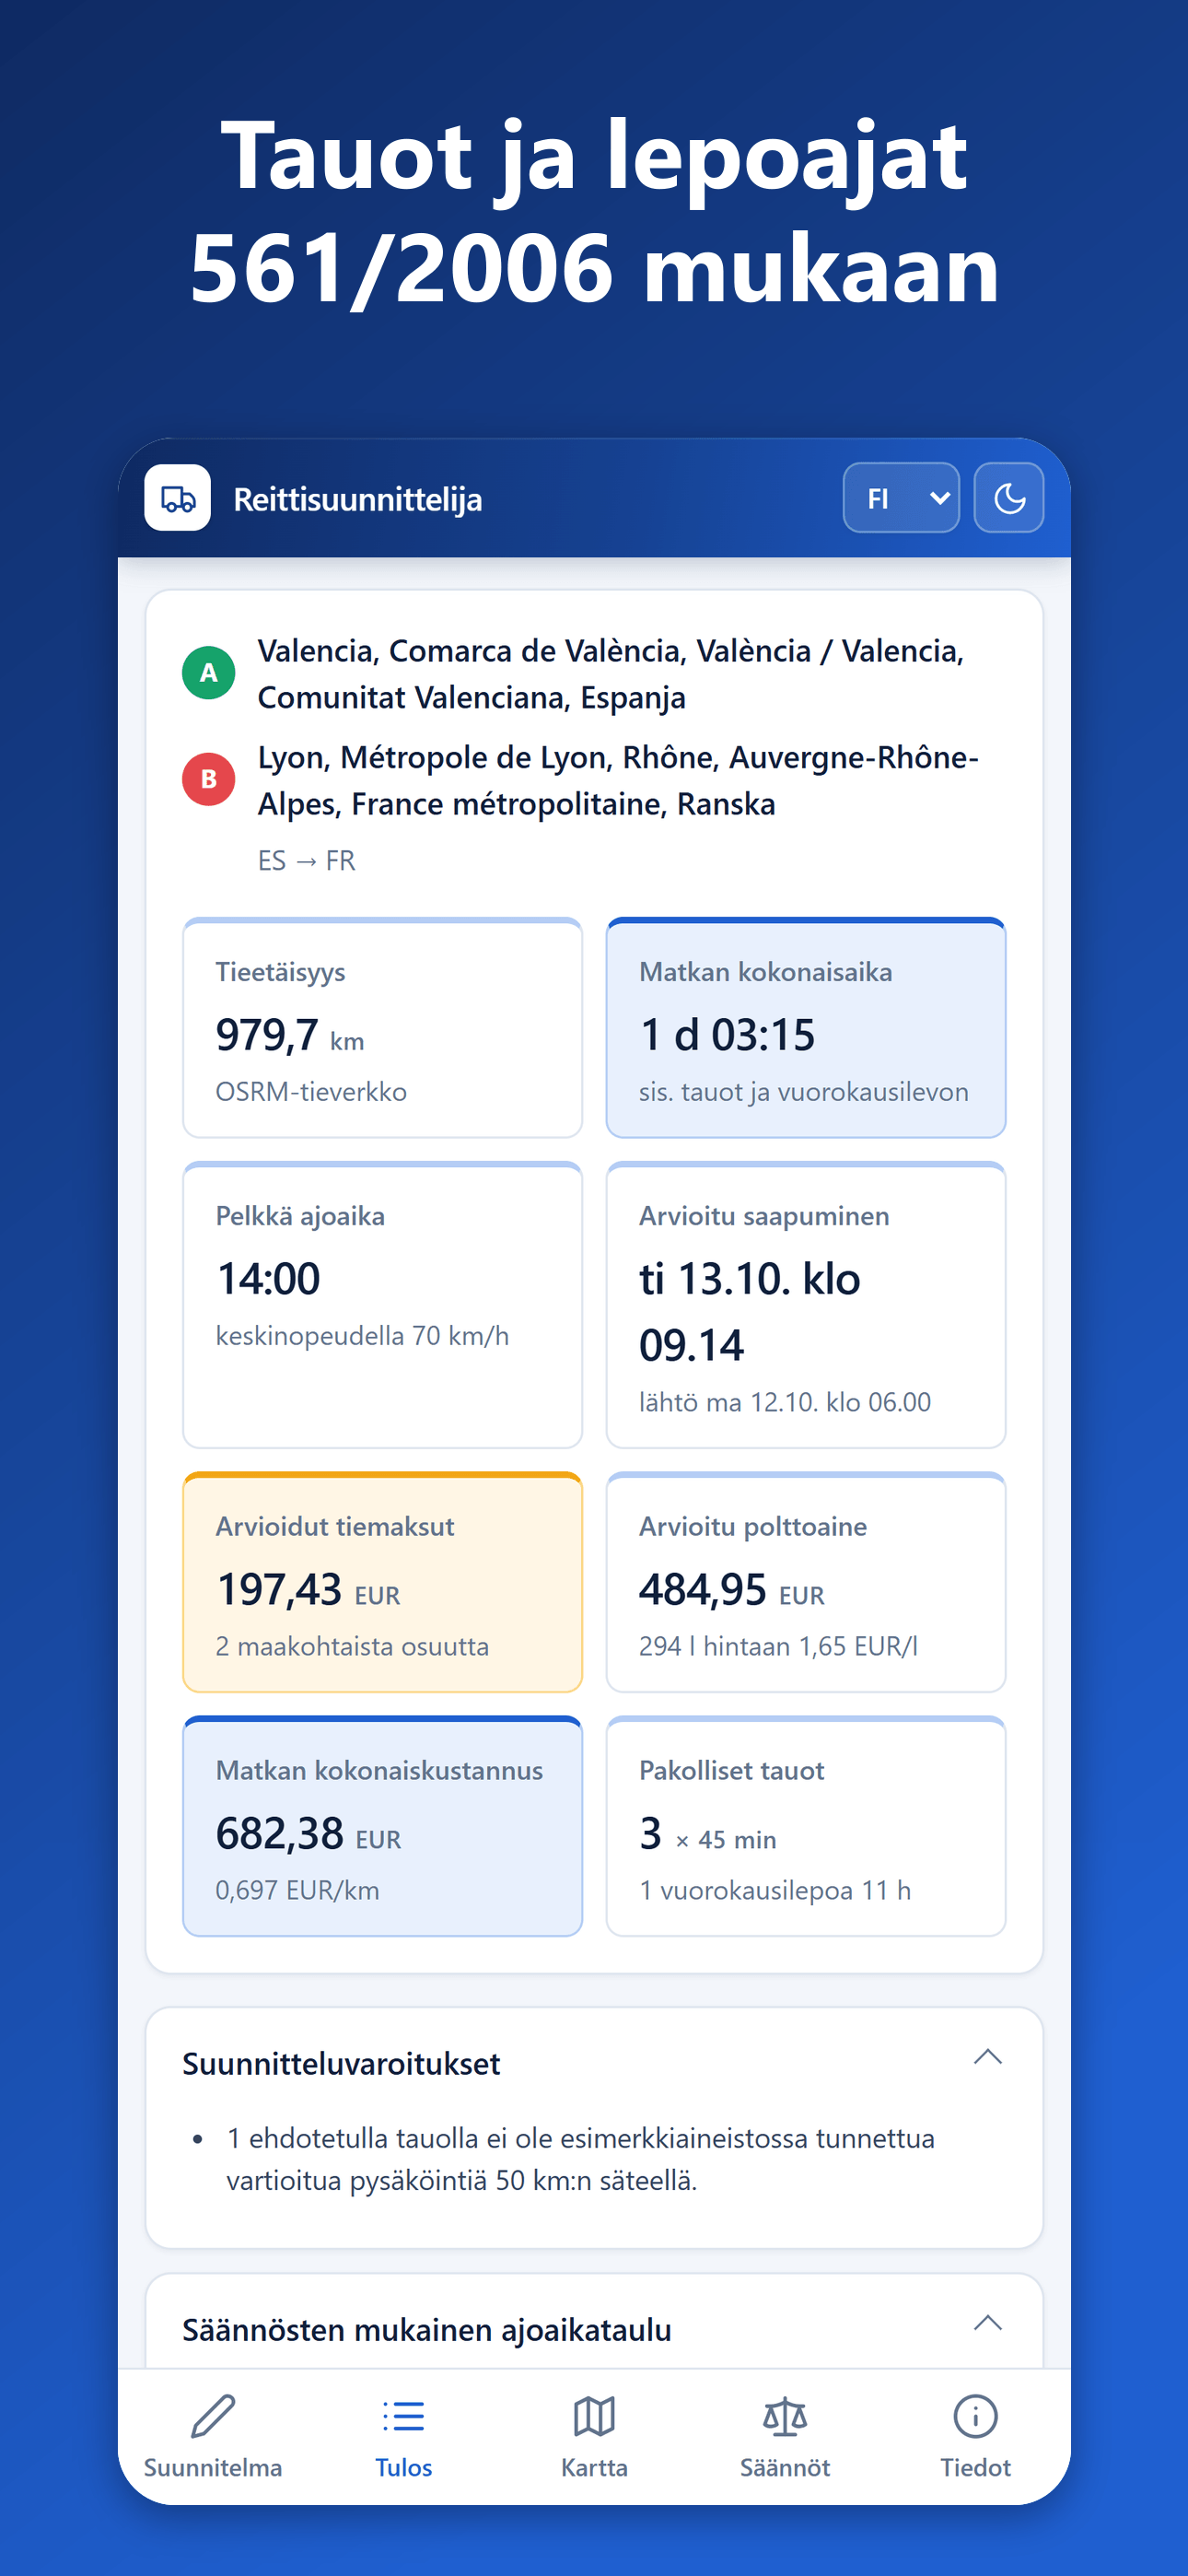 Tauot ja lepoajat
561/2006 mukaan
Reittisuunnittelija
FI
A
Valencia, Comarca de València, València / Valencia,
Comunitat Valenciana, Espanja
B
Lyon, Métropole de Lyon, Rhône, Auvergne-Rhône-
Alpes, France métropolitaine, Ranska
ES → FR
Tieetäisyys
979,7 km
OSRM-tieverkko
Matkan kokonaisaika
1 d 03:15
sis. tauot ja vuorokausilevon
Pelkkä ajoaika
14:00
keskinopeudella 70 km/h
Arvioitu saapuminen
ti 13.10. klo
09.14
lähtö ma 12.10. klo 06.00
Arvioidut tiemaksut
197,43 EUR
2 maakohtaista osuutta
Arvioitu polttoaine
484,95 EUR
294 l hintaan 1,65 EUR/l
Matkan kokonaiskustannus
682,38 EUR
0,697 EUR/km
Pakolliset tauot
3 × 45 min
1 vuorokausilepoa 11 h
Suunnitteluvaroitukset
• 1 ehdotetulla tauolla ei ole esimerkkiaineistossa tunnettua
vartioitua pysäköintiä 50 km:n säteellä.
Säännösten mukainen ajoaikataulu
Suunnitelma
Tulos
Kartta
Säännöt
Tiedot